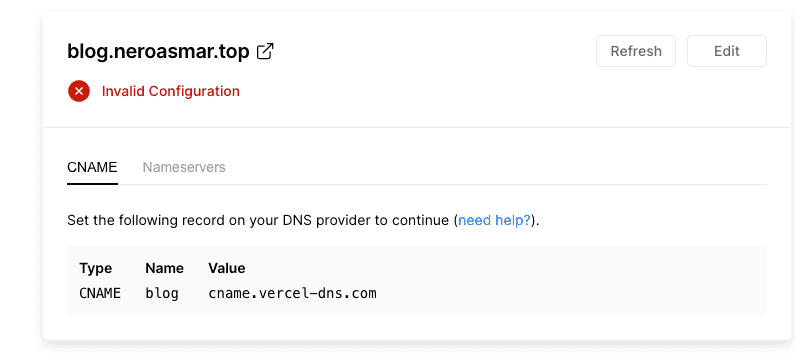 blog.neroasmar.top
Refresh
Edit
Invalid Configuration
CNAME Nameservers
Set the following record on your DNS provider to continue (need help?).
Type Name Value
CNAME blog cname.vercel-dns.com